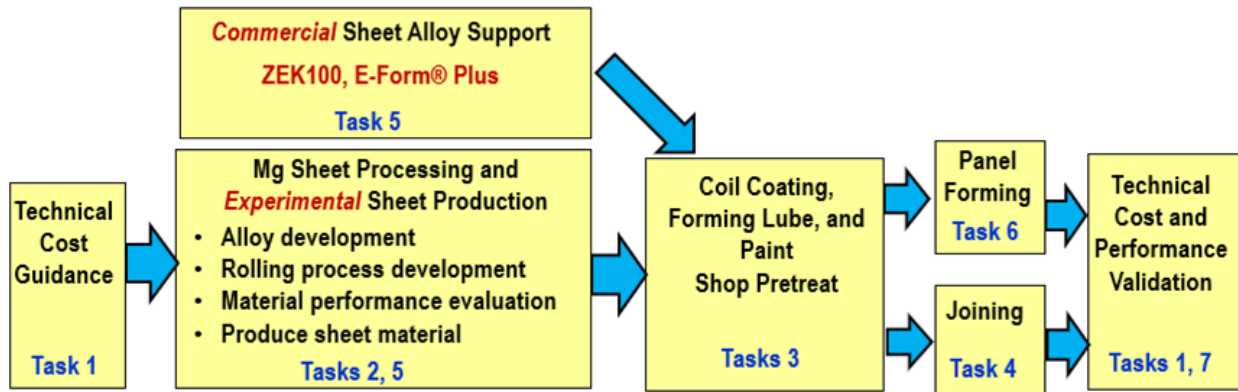 Commercial Sheet Alloy Support
ZEK100, E-Form® Plus
Task 5
Technical
Cost
Guidance
Task 1
Mg Sheet Processing and
Experimental Sheet Production
• Alloy development
• Rolling process development
• Material performance evaluation
• Produce sheet material
Tasks 2, 5
Coil Coating,
Forming Lube, and
Paint
Shop Pretreat
Tasks 3
Panel
Forming
Task 6
Joining
Task 4
Technical
Cost and
Performance
Validation
Tasks 1, 7